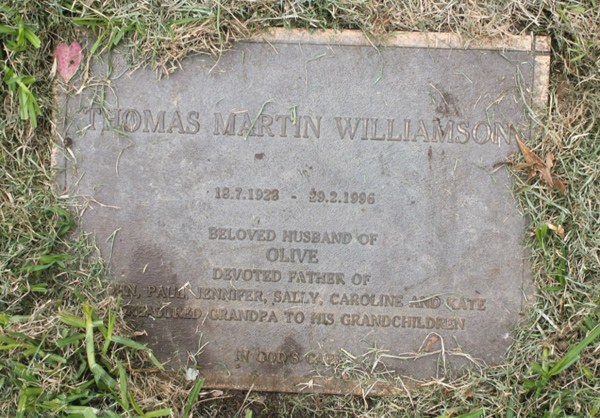 THOMAS MARTIN WILLIAMSON
18.7.1928 - 29.2.1996
BELOVED HUSBAND OF
OLIVE
DEVOTED FATHER OF
PAUL, JENNIFER, SALLY, CAROLINE AND KATE
GRANDPA TO HIS GRANDCHILDREN
IN GOD'S CARE